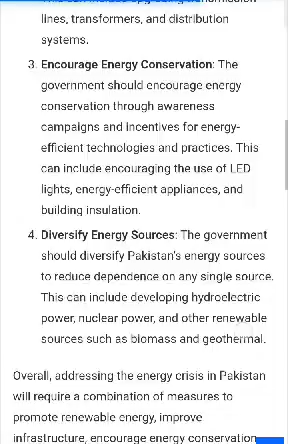 lines, transformers, and distribution
systems.
3. Encourage Energy Conservation: The
government should encourage energy
conservation through awareness
campaigns and incentives for energy-
efficient technologies and practices. This
can include encouraging the use of LED
lights, energy-efficient appliances, and
building insulation.
4. Diversify Energy Sources: The government
should diversify Pakistan's energy sources
to reduce dependence on any single source.
This can include developing hydroelectric
power, nuclear power, and other renewable
sources such as biomass and geothermal.
Overall, addressing the energy crisis in Pakistan
will require a combination of measures to
promote renewable energy, improve
infrastructure, encourage energy conservation